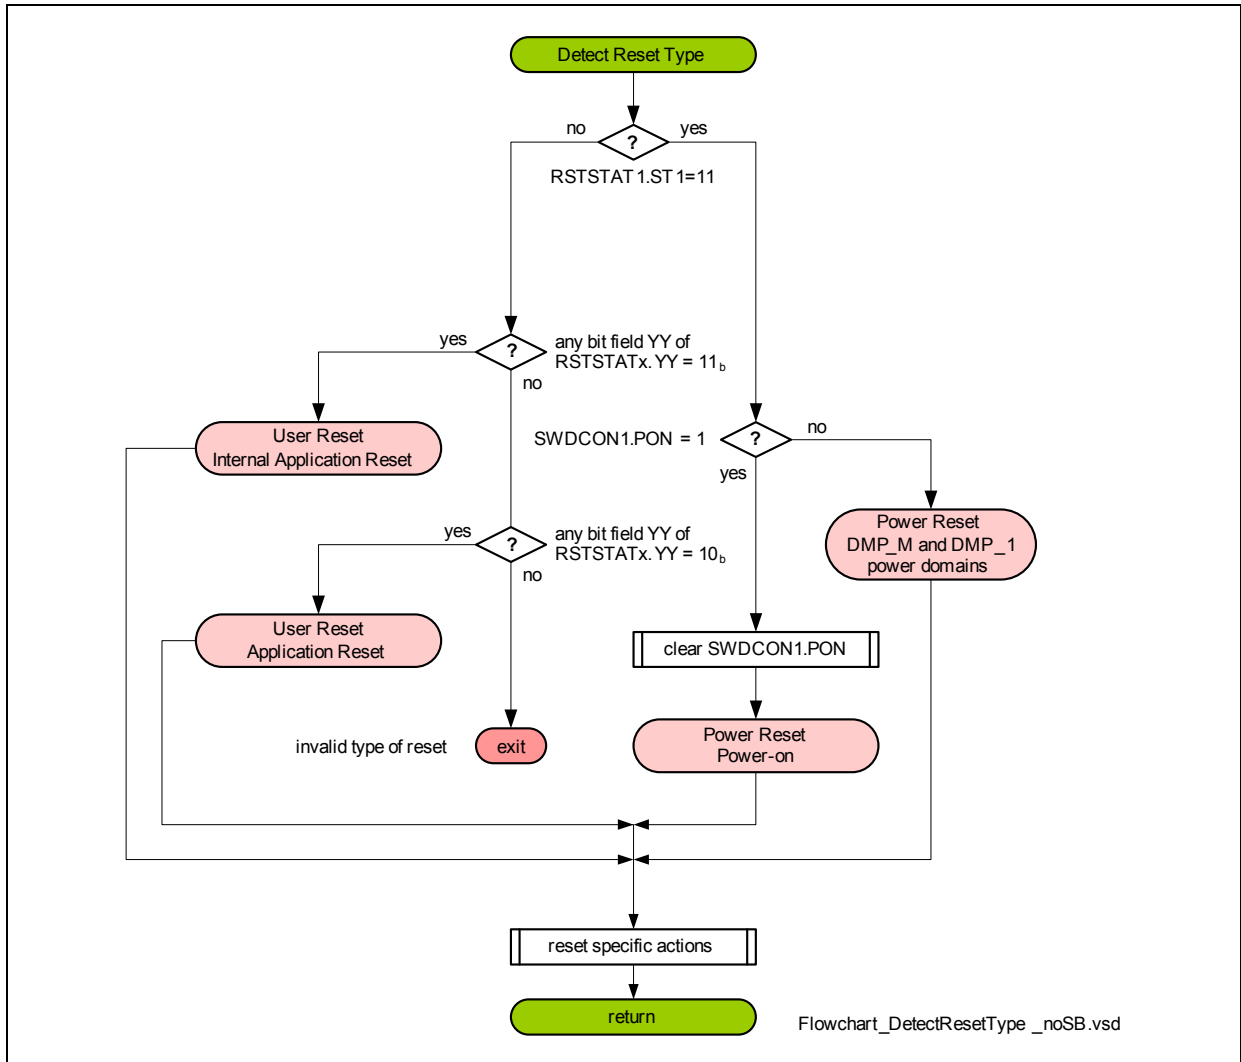 Detect Reset Type
no
yes
?
RSTSTAT1.ST1=11
yes
?
any bit field YY of
RSTSTATx.YY = 11b
no
User Reset
Internal Application Reset
SWDCON1.PON = 1
?
no
yes
yes
?
any bit field YY of
RSTSTATx.YY = 10b
no
Power Reset
DMP_M and DMP_1
power domains
User Reset
Application Reset
clear SWDCON1.PON
invalid type of reset
exit
Power Reset
Power-on
reset specific actions
return
Flowchart_DetectResetType _noSB.vsd